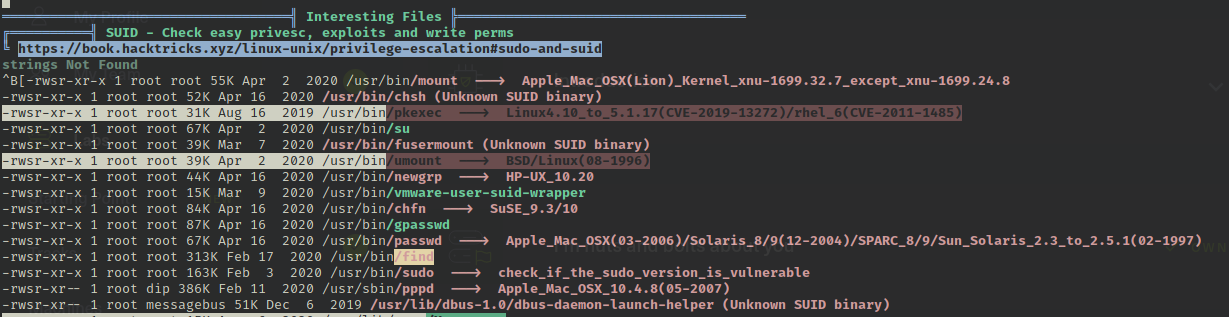 Interesting Files
SUID - Check easy privesc, exploits and write perms
https://book.hacktricks.xyz/linux-unix/privilege-escalation#sudo-and-suid
strings Not Found
^B[-rwsr-xr-x 1 root root 55K Apr  2  2020 /usr/bin/mount  --->  Apple_Mac_OSX(Lion)_Kernel_xnu-1699.32.7_except_xnu-1699.24.8
-rwsr-xr-x 1 root root 52K Apr 16  2020 /usr/bin/chsh (Unknown SUID binary)
-rwsr-xr-x 1 root root 31K Aug 16  2019 /usr/bin/pkexec  --->  Linux4.10_to_5.1.17(CVE-2019-13272)/rhel_6(CVE-2011-1485)
-rwsr-xr-x 1 root root 67K Apr  2  2020 /usr/bin/su
-rwsr-xr-x 1 root root 39K Mar  7  2020 /usr/bin/fusermount (Unknown SUID binary)
-rwsr-xr-x 1 root root 39K Apr  2  2020 /usr/bin/umount  --->  BSD/Linux(08-1996)
-rwsr-xr-x 1 root root 44K Apr 16  2020 /usr/bin/newgrp  --->  HP-UX_10.20
-rwsr-xr-x 1 root root 15K Mar  9  2020 /usr/bin/vmware-user-suid-wrapper
-rwsr-xr-x 1 root root 84K Apr 16  2020 /usr/bin/chfn  --->  SuSE_9.3/10
-rwsr-xr-x 1 root root 87K Apr 16  2020 /usr/bin/gpasswd
-rwsr-xr-x 1 root root 67K Apr 16  2020 /usr/bin/passwd  --->  Apple_Mac_OSX(03-2006)/Solaris_8/9(12-2004)/SPARC_8/9/Sun_Solaris_2.3_to_2.5.1(02-1997)
-rwsr-xr-x 1 root root 313K Feb 17  2020 /usr/bin/find
-rwsr-xr-x 1 root root 163K Feb  3  2020 /usr/bin/sudo  --->  check_if_the_sudo_version_is_vulnerable
-rwsr-xr-- 1 root dip 386K Feb 11  2020 /usr/sbin/pppd  --->  Apple_Mac_OSX_10.4.8(05-2007)
-rwsr-xr-- 1 root messagebus 51K Dec  6  2019 /usr/lib/dbus-1.0/dbus-daemon-launch-helper (Unknown SUID binary)